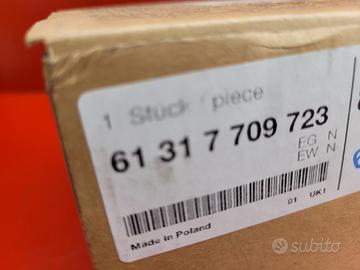 1 Stück / piece
61 31 7 709 723
EG N
EW N
01 UK1
Made in Poland
subito